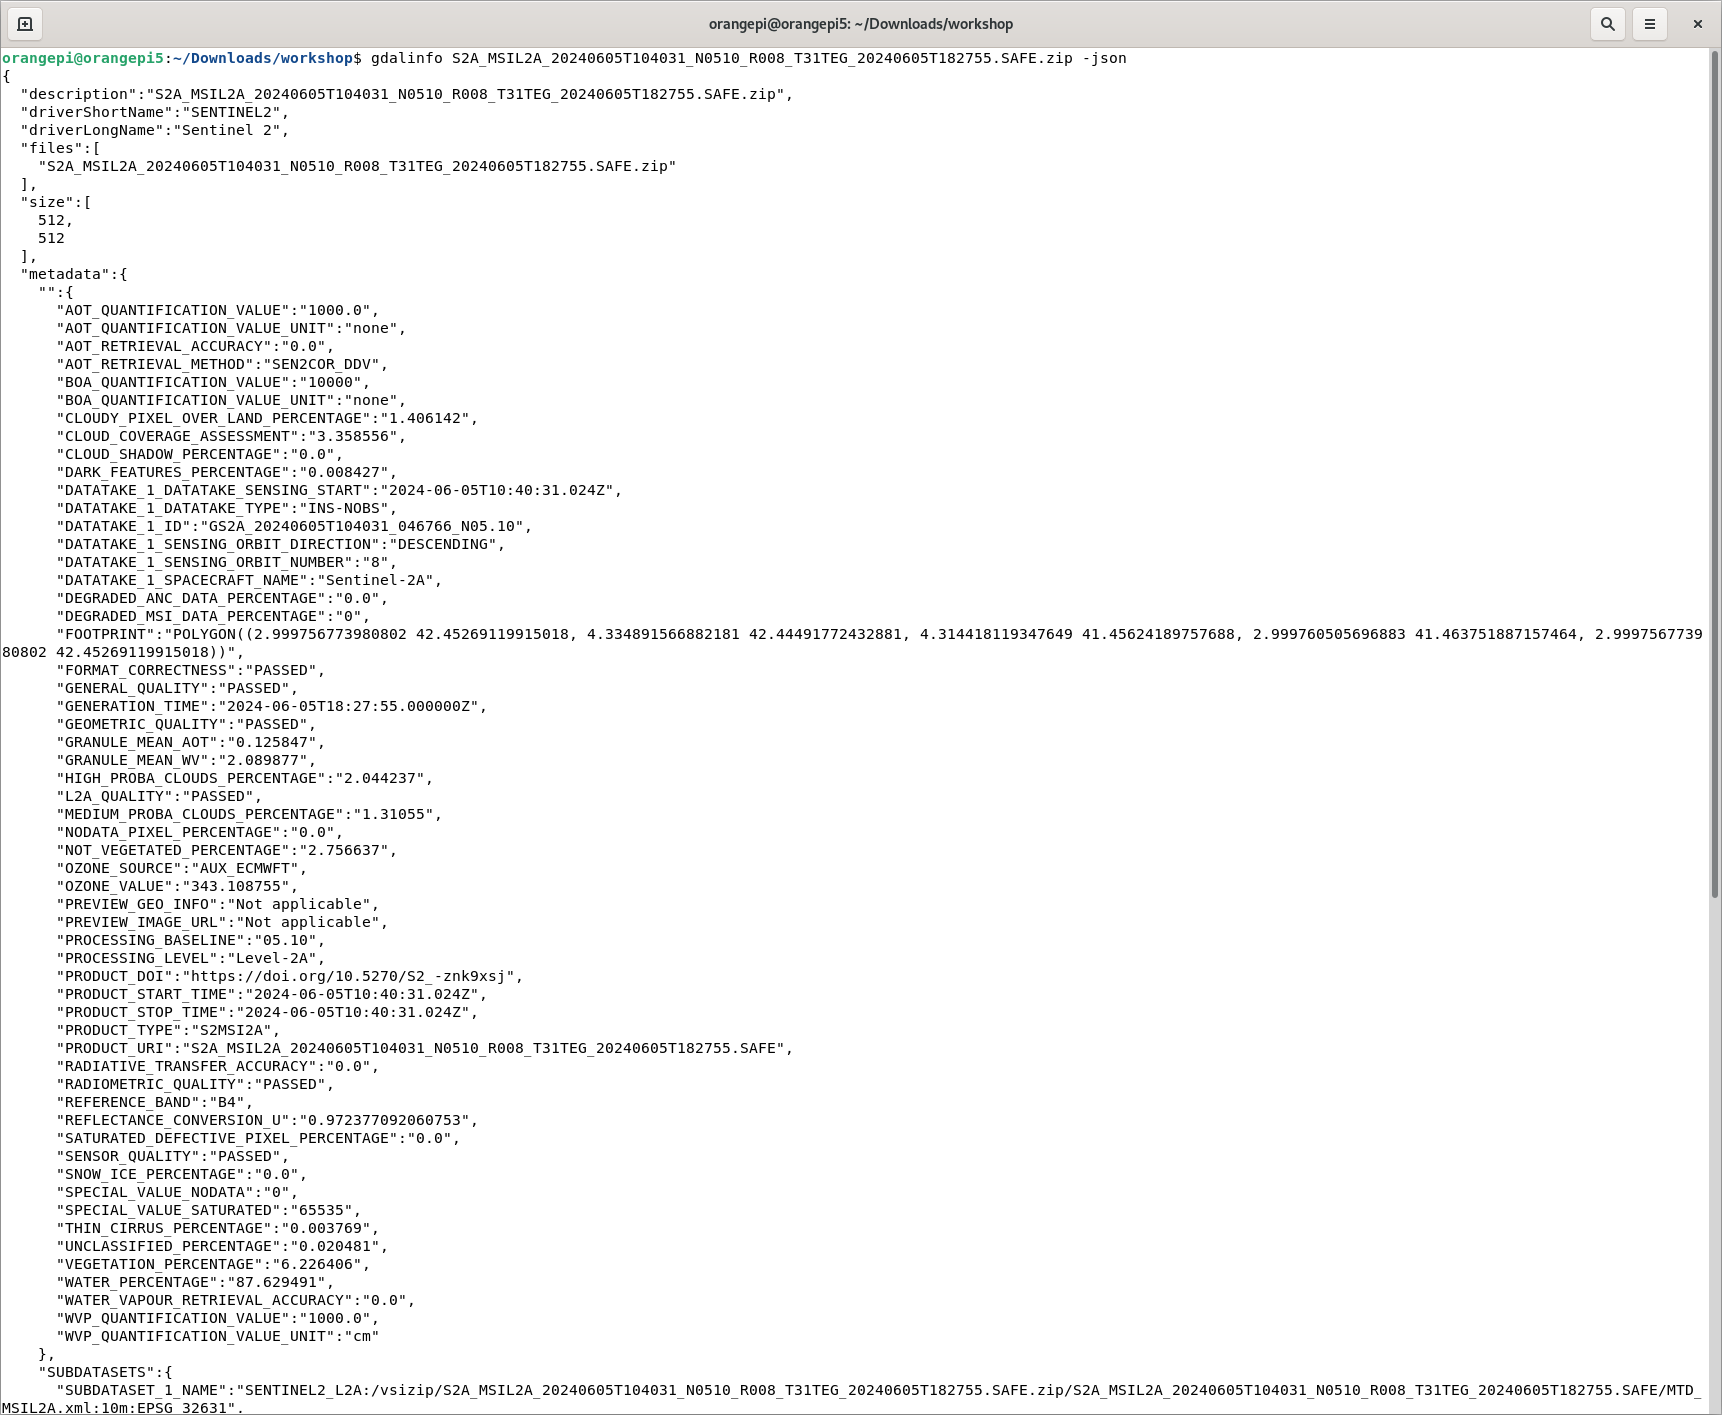 orangepi@orangepi5: ~/Downloads/workshop
orangepi@orangepi5:~/Downloads/workshop$ gdalinfo S2A_MSIL2A_20240605T104031_N0510_R008_T31TEG_20240605T182755.SAFE.zip -json
{
  "description":"S2A_MSIL2A_20240605T104031_N0510_R008_T31TEG_20240605T182755.SAFE.zip",
  "driverShortName":"SENTINEL2",
  "driverLongName":"Sentinel 2",
  "files":[
    "S2A_MSIL2A_20240605T104031_N0510_R008_T31TEG_20240605T182755.SAFE.zip"
  ],
  "size":[
    512,
    512
  ],
  "metadata":{
    "":{
      "AOT_QUANTIFICATION_VALUE":"1000.0",
      "AOT_QUANTIFICATION_VALUE_UNIT":"none",
      "AOT_RETRIEVAL_ACCURACY":"0.0",
      "AOT_RETRIEVAL_METHOD":"SEN2COR_DDV",
      "BOA_QUANTIFICATION_VALUE":"10000",
      "BOA_QUANTIFICATION_VALUE_UNIT":"none",
      "CLOUDY_PIXEL_OVER_LAND_PERCENTAGE":"1.406142",
      "CLOUD_COVERAGE_ASSESSMENT":"3.358556",
      "CLOUD_SHADOW_PERCENTAGE":"0.0",
      "DARK_FEATURES_PERCENTAGE":"0.008427",
      "DATATAKE_1_DATATAKE_SENSING_START":"2024-06-05T10:40:31.024Z",
      "DATATAKE_1_DATATAKE_TYPE":"INS-NOBS",
      "DATATAKE_1_ID":"GS2A_20240605T104031_046766_N05.10",
      "DATATAKE_1_SENSING_ORBIT_DIRECTION":"DESCENDING",
      "DATATAKE_1_SENSING_ORBIT_NUMBER":"8",
      "DATATAKE_1_SPACECRAFT_NAME":"Sentinel-2A",
      "DEGRADED_ANC_DATA_PERCENTAGE":"0.0",
      "DEGRADED_MSI_DATA_PERCENTAGE":"0",
      "FOOTPRINT":"POLYGON((2.999756773980802 42.45269119915018, 4.334891566882181 42.44491772432881, 4.314418119347649 41.45624189757688, 2.999760505696883 41.463751887157464, 2.9997567739
80802 42.45269119915018))",
      "FORMAT_CORRECTNESS":"PASSED",
      "GENERAL_QUALITY":"PASSED",
      "GENERATION_TIME":"2024-06-05T18:27:55.000000Z",
      "GEOMETRIC_QUALITY":"PASSED",
      "GRANULE_MEAN_AOT":"0.125847",
      "GRANULE_MEAN_WV":"2.089877",
      "HIGH_PROBA_CLOUDS_PERCENTAGE":"2.044237",
      "L2A_QUALITY":"PASSED",
      "MEDIUM_PROBA_CLOUDS_PERCENTAGE":"1.31055",
      "NODATA_PIXEL_PERCENTAGE":"0.0",
      "NOT_VEGETATED_PERCENTAGE":"2.756637",
      "OZONE_SOURCE":"AUX_ECMWFT",
      "OZONE_VALUE":"343.108755",
      "PREVIEW_GEO_INFO":"Not applicable",
      "PREVIEW_IMAGE_URL":"Not applicable",
      "PROCESSING_BASELINE":"05.10",
      "PROCESSING_LEVEL":"Level-2A",
      "PRODUCT_DOI":"https://doi.org/10.5270/S2_-znk9xsj",
      "PRODUCT_START_TIME":"2024-06-05T10:40:31.024Z",
      "PRODUCT_STOP_TIME":"2024-06-05T10:40:31.024Z",
      "PRODUCT_TYPE":"S2MSI2A",
      "PRODUCT_URI":"S2A_MSIL2A_20240605T104031_N0510_R008_T31TEG_20240605T182755.SAFE",
      "RADIATIVE_TRANSFER_ACCURACY":"0.0",
      "RADIOMETRIC_QUALITY":"PASSED",
      "REFERENCE_BAND":"B4",
      "REFLECTANCE_CONVERSION_U":"0.972377092060753",
      "SATURATED_DEFECTIVE_PIXEL_PERCENTAGE":"0.0",
      "SENSOR_QUALITY":"PASSED",
      "SNOW_ICE_PERCENTAGE":"0.0",
      "SPECIAL_VALUE_NODATA":"0",
      "SPECIAL_VALUE_SATURATED":"65535",
      "THIN_CIRRUS_PERCENTAGE":"0.003769",
      "UNCLASSIFIED_PERCENTAGE":"0.020481",
      "VEGETATION_PERCENTAGE":"6.226406",
      "WATER_PERCENTAGE":"87.629491",
      "WATER_VAPOUR_RETRIEVAL_ACCURACY":"0.0",
      "WVP_QUANTIFICATION_VALUE":"1000.0",
      "WVP_QUANTIFICATION_VALUE_UNIT":"cm"
    },
    "SUBDATASETS":{
      "SUBDATASET_1_NAME":"SENTINEL2_L2A:/vsizip/S2A_MSIL2A_20240605T104031_N0510_R008_T31TEG_20240605T182755.SAFE.zip/S2A_MSIL2A_20240605T104031_N0510_R008_T31TEG_20240605T182755.SAFE/MTD_
MSIL2A.xml:10m:EPSG_32631",